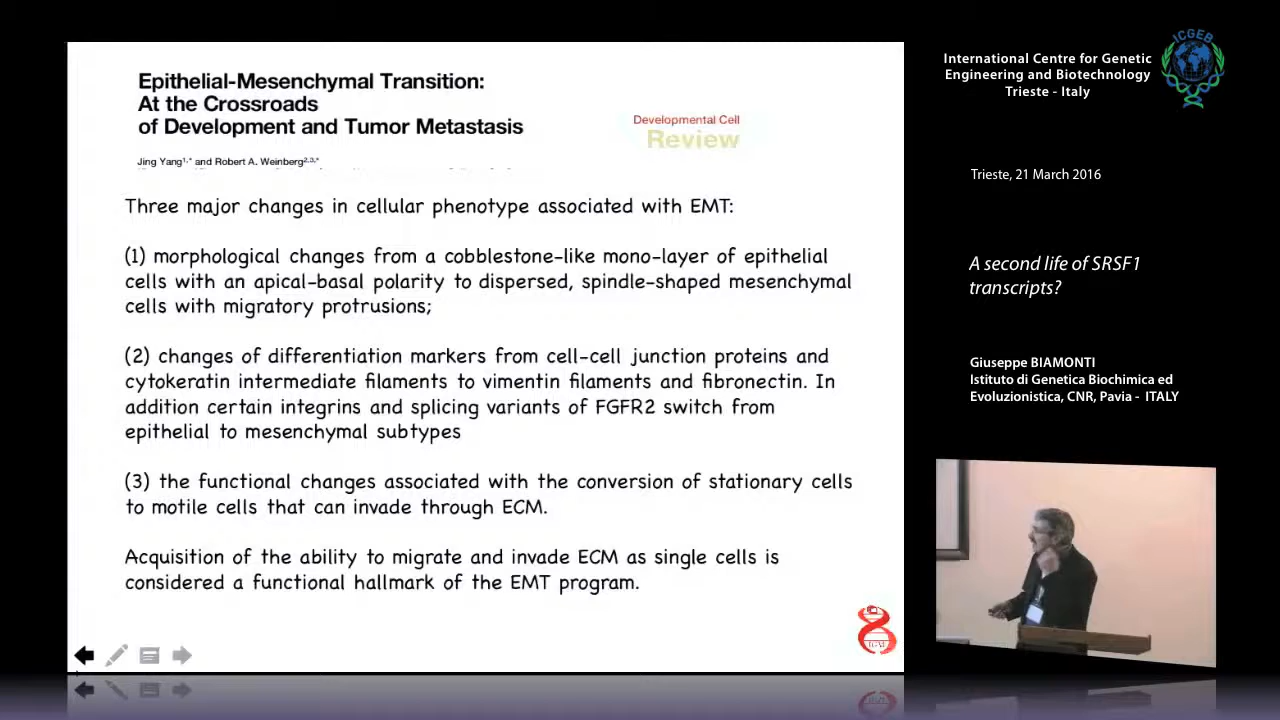 Epithelial-Mesenchymal Transition:
At the Crossroads
of Development and Tumor Metastasis
Developmental Cell
Review
Jing Yang1,* and Robert A. Weinberg2,3,*
Three major changes in cellular phenotype associated with EMT:
(1) morphological changes from a cobblestone-like mono-layer of epithelial
cells with an apical-basal polarity to dispersed, spindle-shaped mesenchymal
cells with migratory protrusions;
(2) changes of differentiation markers from cell-cell junction proteins and
cytokeratin intermediate filaments to vimentin filaments and fibronectin. In
addition certain integrins and splicing variants of FGFR2 switch from
epithelial to mesenchymal subtypes
(3) the functional changes associated with the conversion of stationary cells
to motile cells that can invade through ECM.
Acquisition of the ability to migrate and invade ECM as single cells is
considered a functional hallmark of the EMT program.
IGM
International Centre for Genetic
Engineering and Biotechnology
Trieste - Italy
ICGEB
Trieste, 21 March 2016
A second life of SRSF1
transcripts?
Giuseppe BIAMONTI
Istituto di Genetica Biochimica ed
Evoluzionistica, CNR, Pavia - ITALY